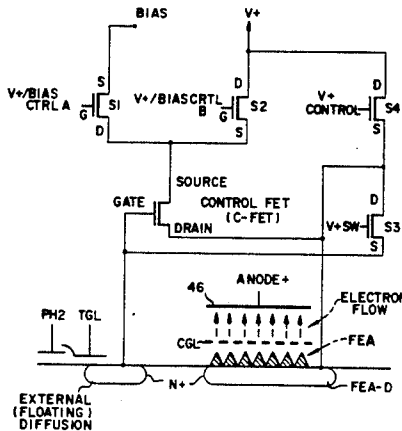 BIAS
V+
S
D
D
V+/BIAS
CTRL A
G
S1
V+/BIASCRTL
B
G
S2
V+
CONTROL
G
S4
D
S
S
SOURCE
GATE
CONTROL FET
(C-FET)
DRAIN
D
V+SW
S3
S
46
ANODE+
ELECTRON
FLOW
PH2
TGL
CGL
FEA
N+
FEA-D
EXTERNAL
(FLOATING)
DIFFUSION